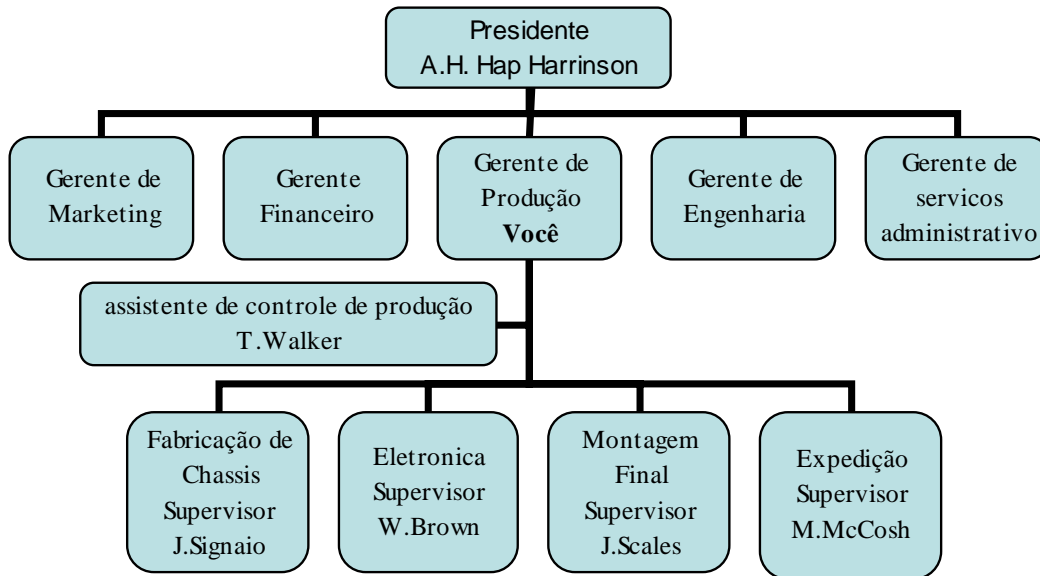 Presidente
A.H. Hap Harrinson
Gerente de
Marketing
Gerente
Financeiro
Gerente de
Produção
Você
Gerente de
Engenharia
Gerente de
servicos
administrativo
assistente de controle de produção
T.Walker
Fabricação de
Chassis
Supervisor
J.Signaio
Eletronica
Supervisor
W.Brown
Montagem
Final
Supervisor
J.Scales
Expedição
Supervisor
M.McCosh